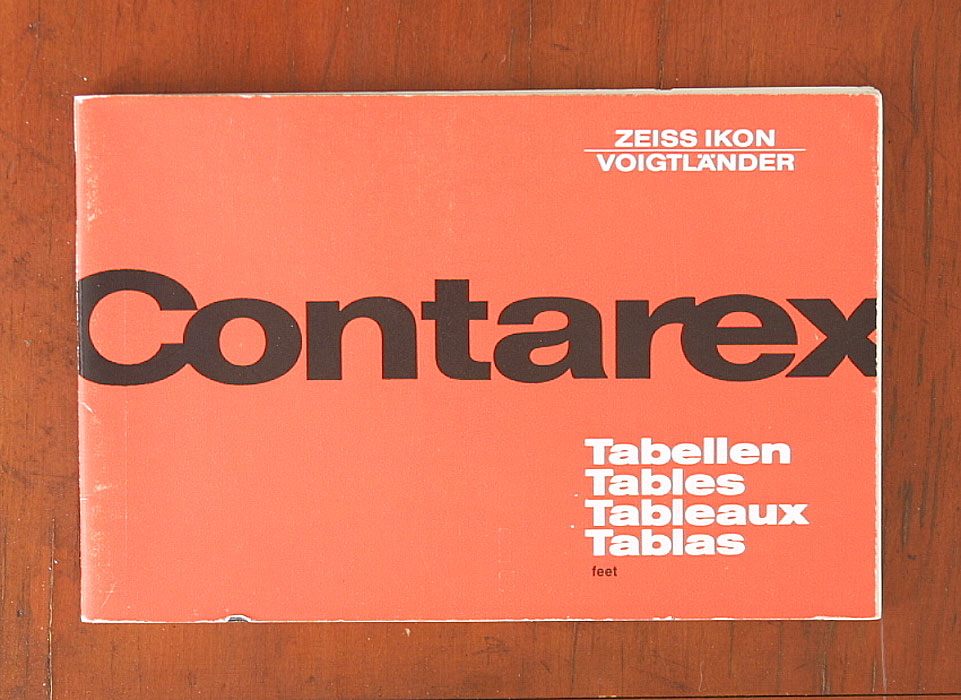 ZEISS IKON
VOIGTLÄNDER
Contarex
Tabellen
Tables
Tableaux
Tablas
feet